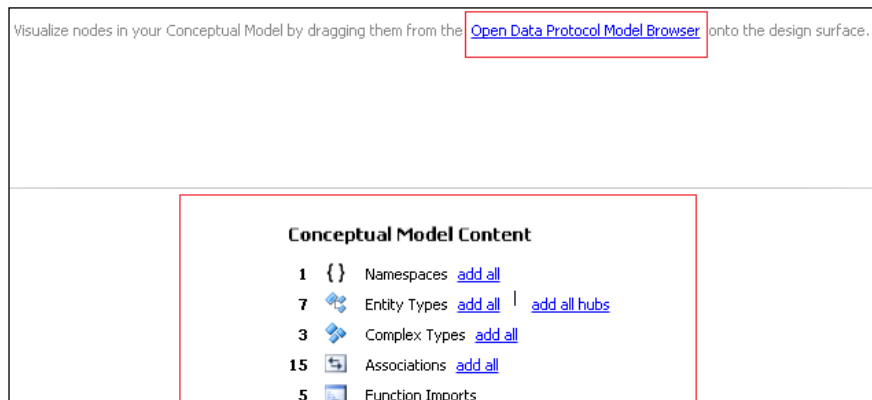 Visualize nodes in your Conceptual Model by dragging them from the Open Data Protocol Model Browser onto the design surface.
Conceptual Model Content
1 {} Namespaces add all
7 Entity Types add all | add all hubs
3 Complex Types add all
15 Associations add all
5 Function Imports